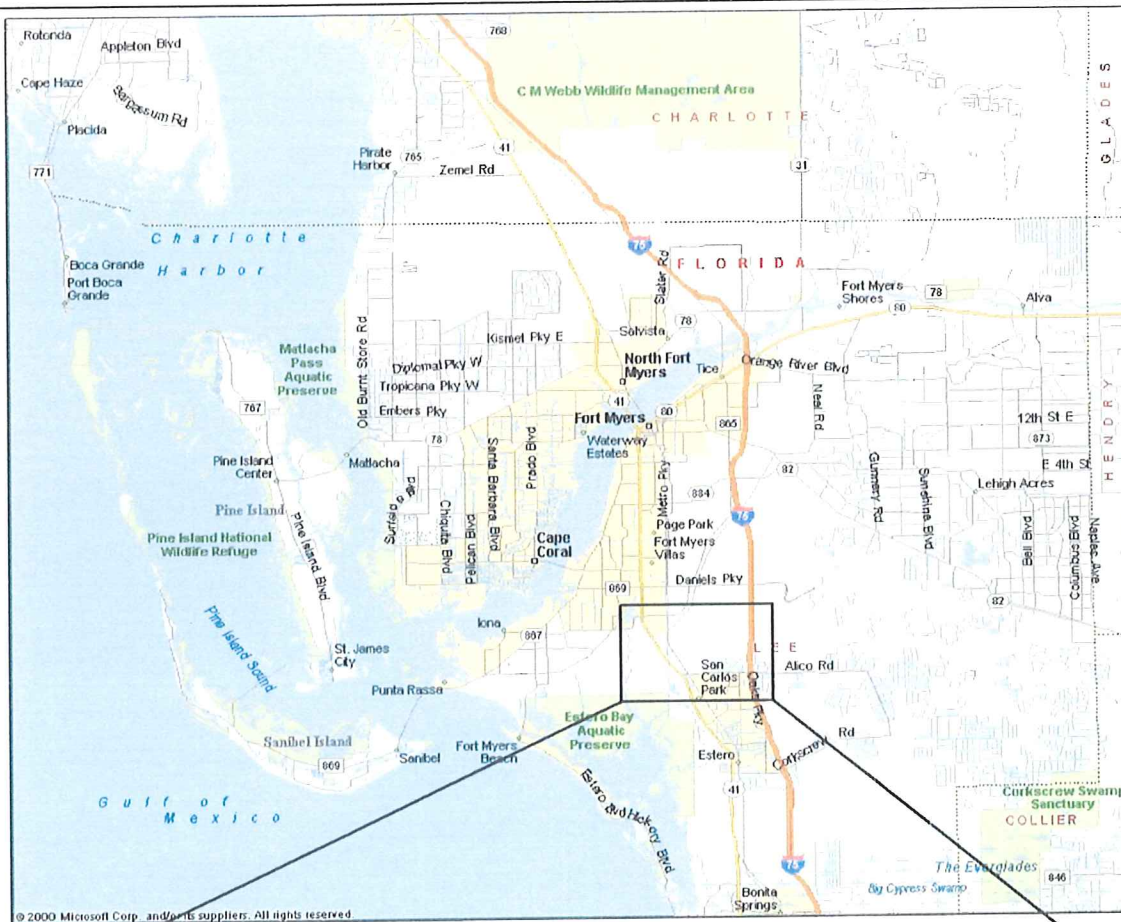 Rotonda
Appleton Blvd
768
Cape Haze
Sargassum Rd
C M Webb Wildlife Management Area
CHARLOTTE
GLADES
Placida
41
Pirate
Harbor
765
Zemel Rd
31
771
Charlotte
Harbor
75
FLORIDA
Boca Grande
Port Boca
Grande
Slater Rd
Fort Myers
Shores
80
78
Alva
Old Burnt Store Rd
Kismet Pky E
Solvista
78
Matlacha
Pass
Aquatic
Preserve
Diplomat Pky W
North Fort
Myers
Tice
Orange River Blvd
Tropicana Pky W
767
Embers Pky
41
Fort Myers
80
865
Neal Rd
12th St E
873
HENDRY
78
Waterway
Estates
Santa Barbara Blvd
Prado Blvd
Matlacha
Pine Island
Center
82
E 4th St
Gunnery Rd
Sunshine Blvd
Lehigh Acres
Metro Pky
884
Surfside Blvd
Chiquita Blvd
Pelican Blvd
Pine Island
75
Page Park
Fort Myers
Villas
Bell Blvd
Columbus Blvd
Naples Ave
Pine Island National
Wildlife Refuge
Pine Island Blvd
Cape
Coral
Daniels Pky
869
82
Iona
867
Pine Island Sound
LEE
St. James
City
San
Carlos
Park
Alico Rd
Oaks Pky
Punta Rassa
Estero Bay
Aquatic
Preserve
Sanibel Island
869
Sanibel
Fort Myers
Beach
Estero
Corkscrew Rd
41
Estero Blvd
Hickory Blvd
Gulf of
Mexico
Corkscrew Swamp
Sanctuary
COLLIER
The Everglades
75
846
Big Cypress Swamp
Bonita
Springs
© 2000 Microsoft Corp. and/or its suppliers. All rights reserved.